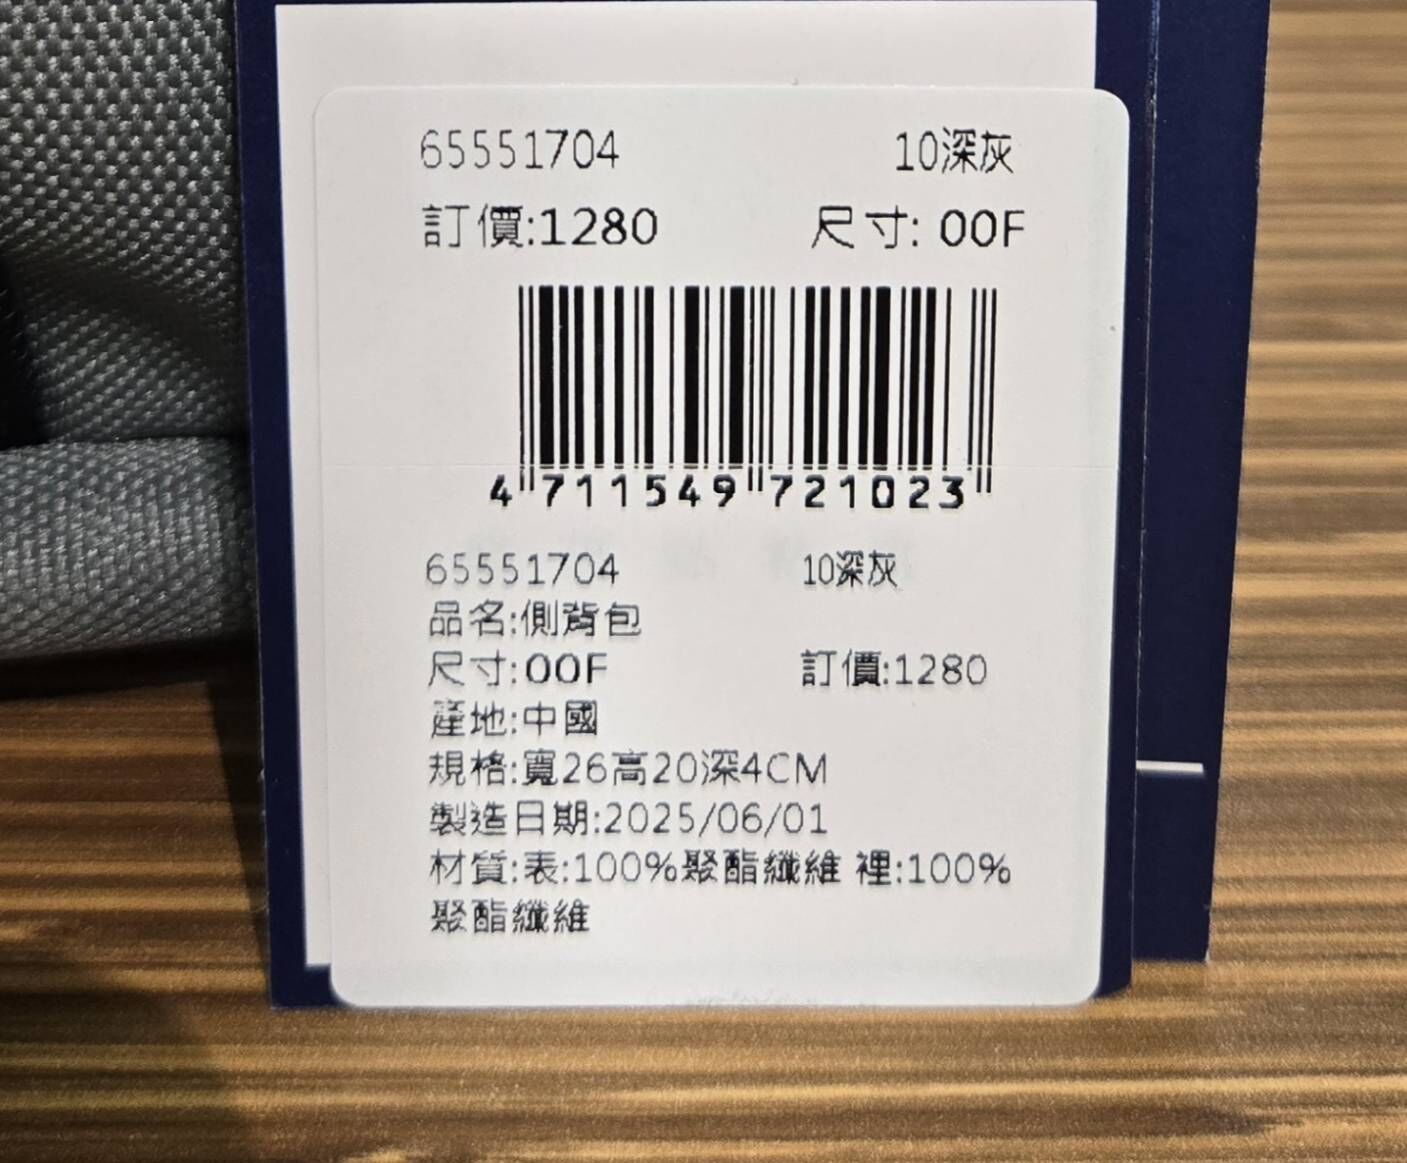 65551704 10深灰
訂價:1280 尺寸: 00F
4 711549 721023
65551704 10深灰
品名:側背包
尺寸:00F 訂價:1280
產地:中國
規格:寬26高20深4CM
製造日期:2025/06/01
材質:表:100%聚酯纖維 裡:100%
聚酯纖維